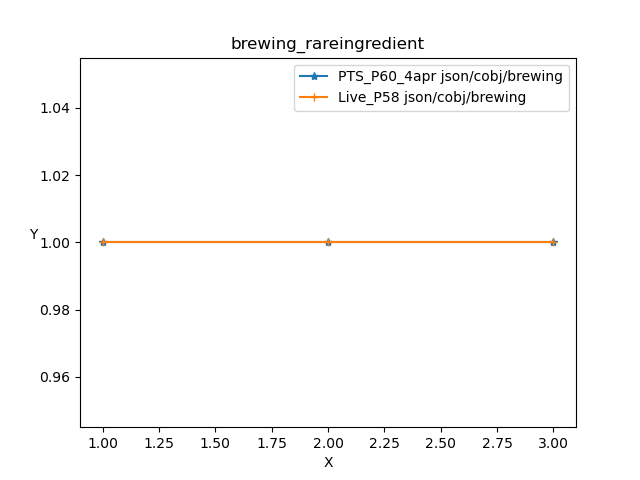 brewing_rareingredient
PTS_P60_4apr json/cobj/brewing
Live_P58 json/cobj/brewing
1.04
1.02
Y
1.00
0.98
0.96
1.00 1.25 1.50 1.75 2.00 2.25 2.50 2.75 3.00
X